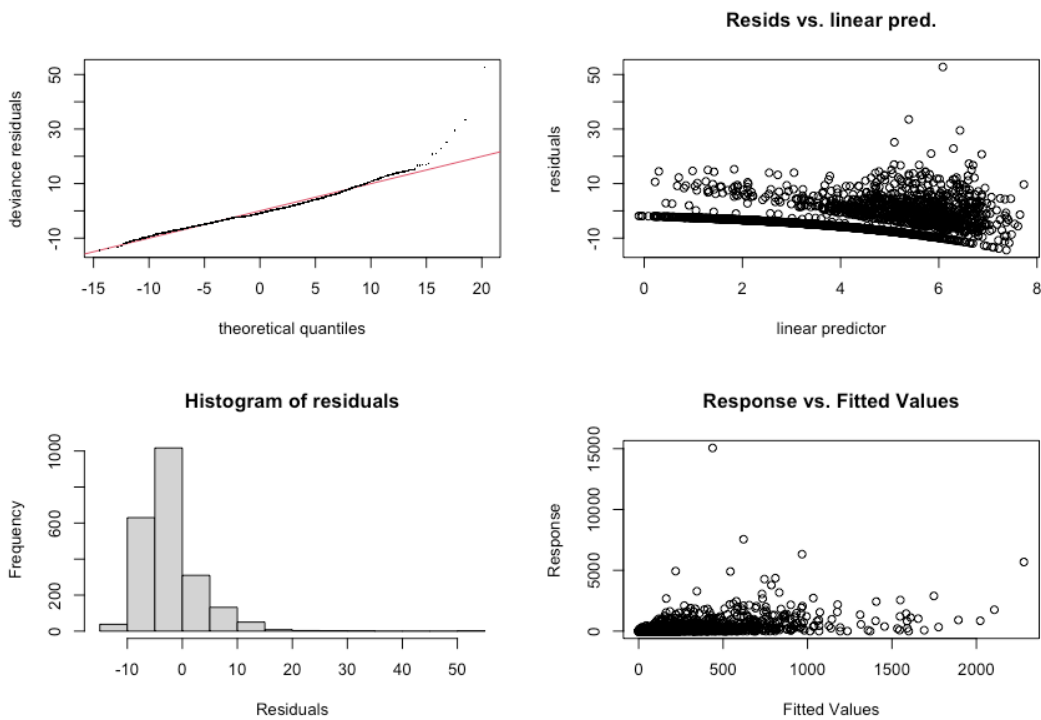 deviance residuals
50
30
10
-10
-15 -10 -5 0 5 10 15 20
theoretical quantiles
Resids vs. linear pred.
residuals
50
30
10
-10
0 2 4 6 8
linear predictor
Histogram of residuals
Frequency
1000
600
200
0
-10 0 10 20 30 40 50
Residuals
Response vs. Fitted Values
Response
15000
10000
5000
0
0 500 1000 1500 2000
Fitted Values